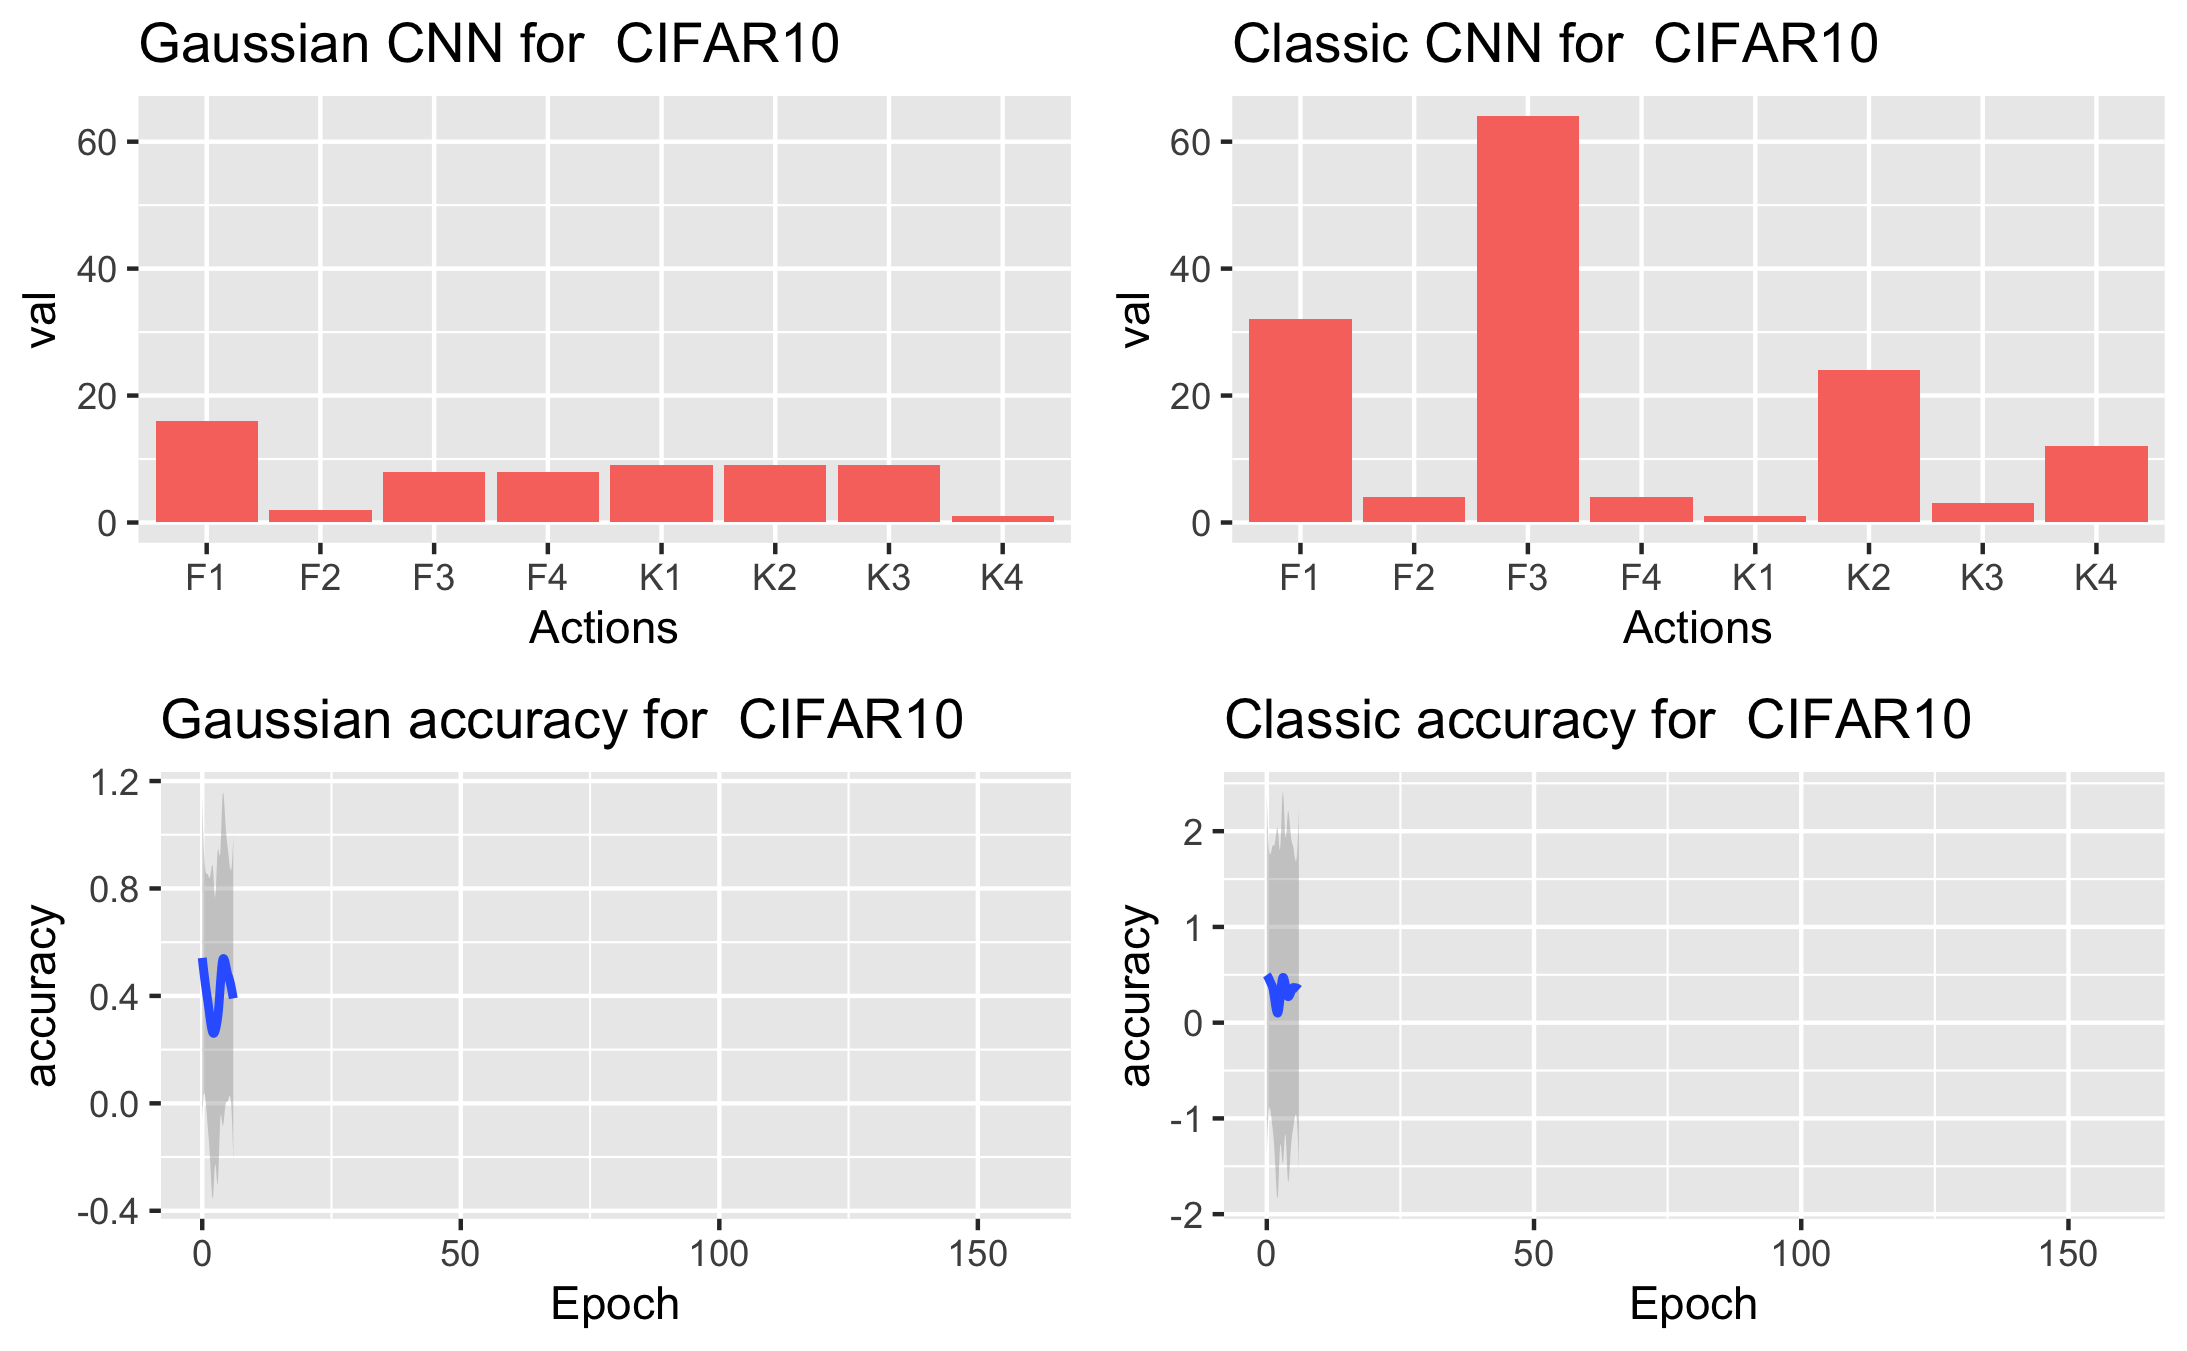 Gaussian CNN for  CIFAR10
60
40
20
0
val
F1 F2 F3 F4 K1 K2 K3 K4
Actions
Classic CNN for  CIFAR10
60
40
20
0
val
F1 F2 F3 F4 K1 K2 K3 K4
Actions
Gaussian accuracy for  CIFAR10
1.2
0.8
0.4
0.0
-0.4
accuracy
0 50 100 150
Epoch
Classic accuracy for  CIFAR10
2
1
0
-1
-2
accuracy
0 50 100 150
Epoch